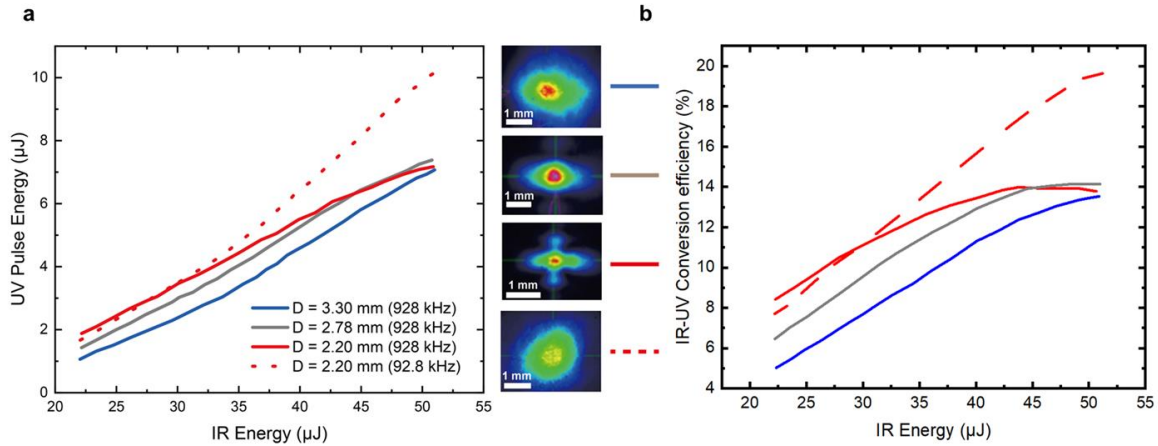 a
UV Pulse Energy (µJ)
10
8
6
4
2
0
20 25 30 35 40 45 50 55
IR Energy (µJ)
D = 3.30 mm (928 kHz)
D = 2.78 mm (928 kHz)
D = 2.20 mm (928 kHz)
D = 2.20 mm (92.8 kHz)
1 mm
1 mm
1 mm
1 mm
b
IR-UV Conversion efficiency (%)
20
18
16
14
12
10
8
6
4
20 25 30 35 40 45 50 55
IR Energy (µJ)